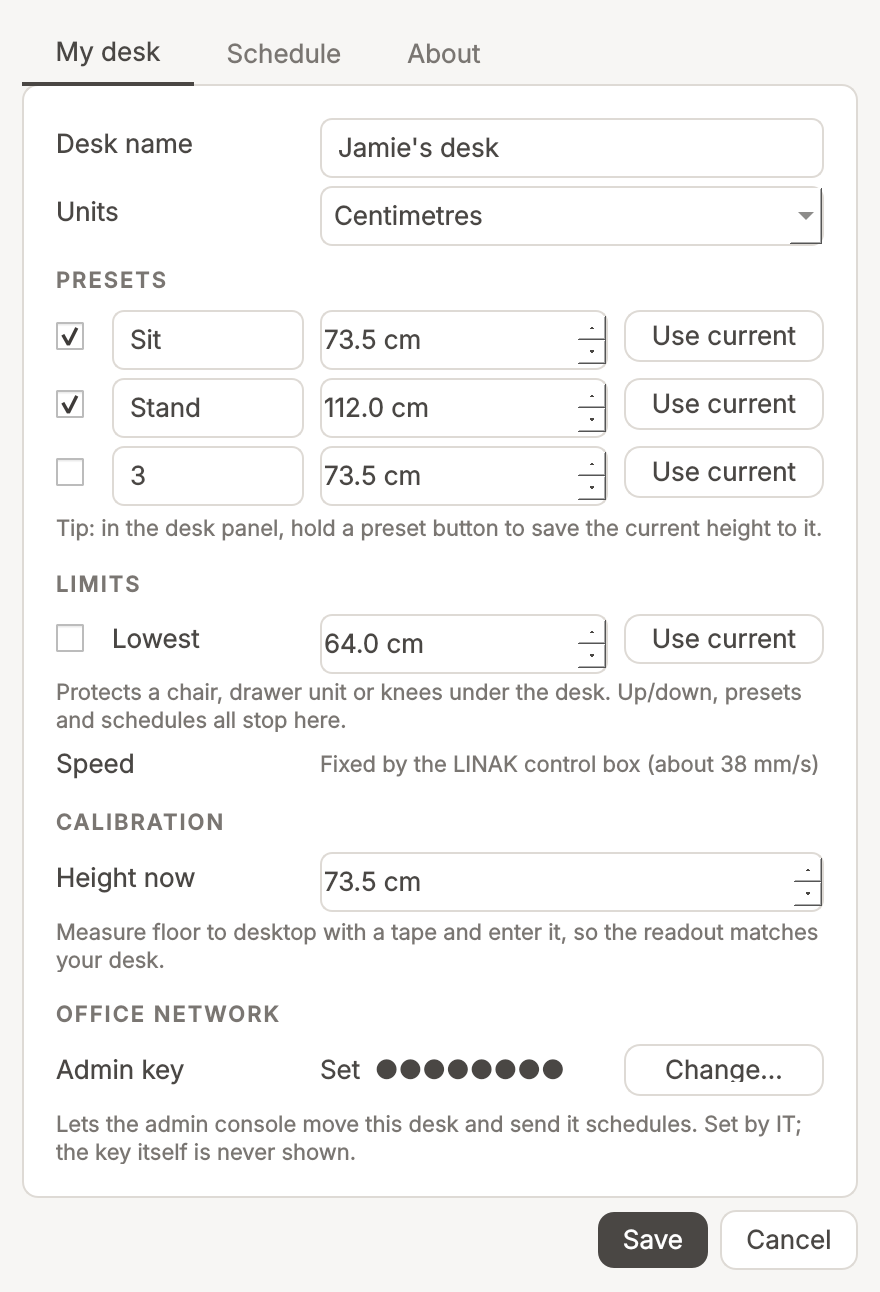 My desk Schedule About
Desk name Jamie's desk
Units Centimetres
PRESETS
Sit 73.5 cm Use current
Stand 112.0 cm Use current
3 73.5 cm Use current
Tip: in the desk panel, hold a preset button to save the current height to it.
LIMITS
Lowest 64.0 cm Use current
Protects a chair, drawer unit or knees under the desk. Up/down, presets
and schedules all stop here.
Speed Fixed by the LINAK control box (about 38 mm/s)
CALIBRATION
Height now 73.5 cm
Measure floor to desktop with a tape and enter it, so the readout matches
your desk.
OFFICE NETWORK
Admin key Set ●●●●●●●● Change...
Lets the admin console move this desk and send it schedules. Set by IT;
the key itself is never shown.
Save Cancel